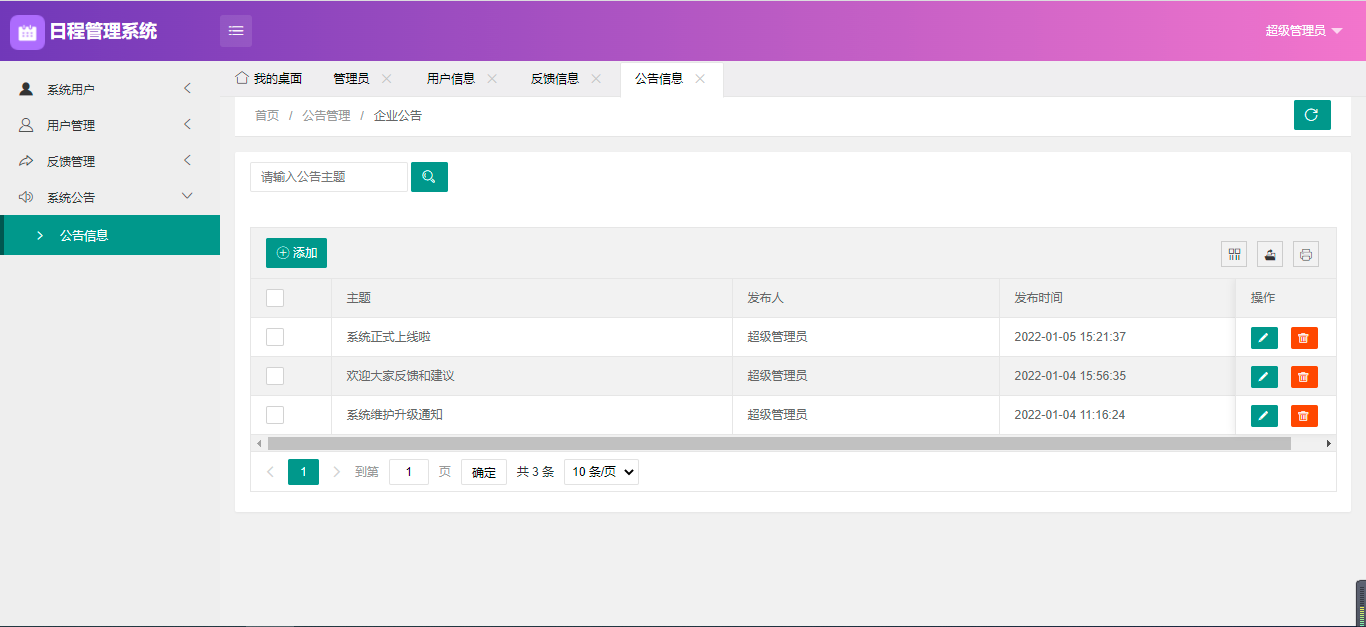 日程管理系统
超级管理员
系统用户
用户管理
反馈管理
系统公告
公告信息
我的桌面 管理员 用户信息 反馈信息 公告信息
首页 / 公告管理 / 企业公告
请输入公告主题
添加
主题 发布人 发布时间 操作
系统正式上线啦 超级管理员 2022-01-05 15:21:37
欢迎大家反馈和建议 超级管理员 2022-01-04 15:56:35
系统维护升级通知 超级管理员 2022-01-04 11:16:24
1 到第 1 页 确定 共 3 条 10 条/页